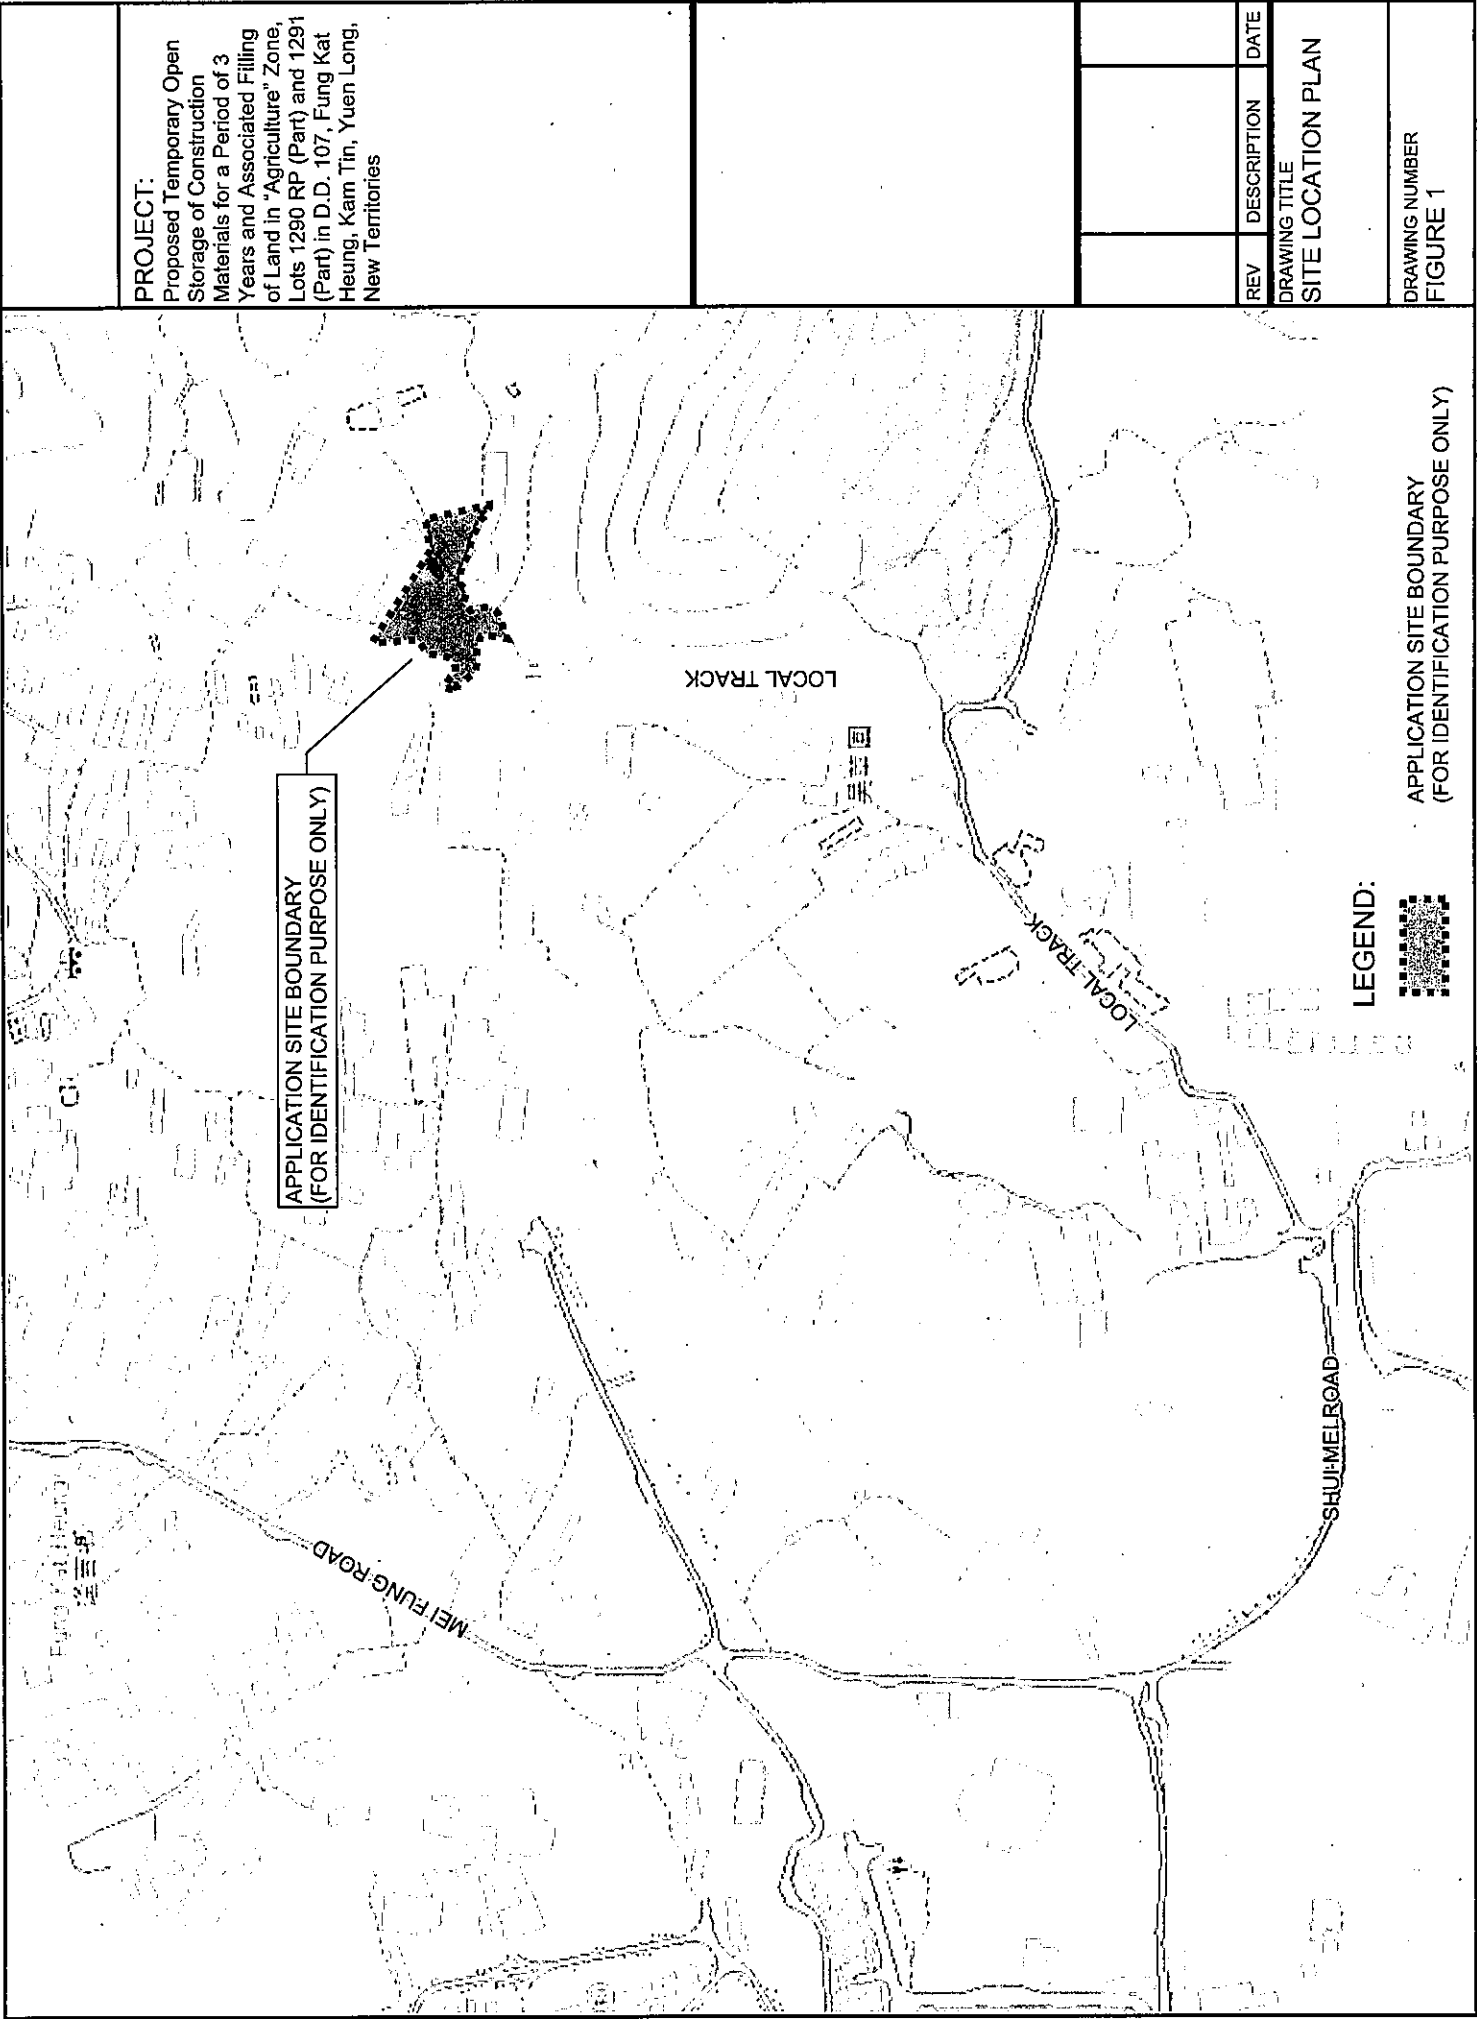 PROJECT:
Proposed Temporary Open
Storage of Construction
Materials for a Period of 3
Years and Associated Filling
of Land in "Agriculture" Zone,
Lots 1290 RP (Part) and 1291
(Part) in D.D. 107, Fung Kat
Heung, Kam Tin, Yuen Long,
New Territories
REV DESCRIPTION DATE
DRAWING TITLE
SITE LOCATION PLAN
DRAWING NUMBER
FIGURE 1
APPLICATION SITE BOUNDARY
(FOR IDENTIFICATION PURPOSE ONLY)
LOCAL TRACK
LOCAL TRACK
MEI FUNG ROAD
SHUI MEI ROAD
Fung Kat Heung
LEGEND:
APPLICATION SITE BOUNDARY
(FOR IDENTIFICATION PURPOSE ONLY)